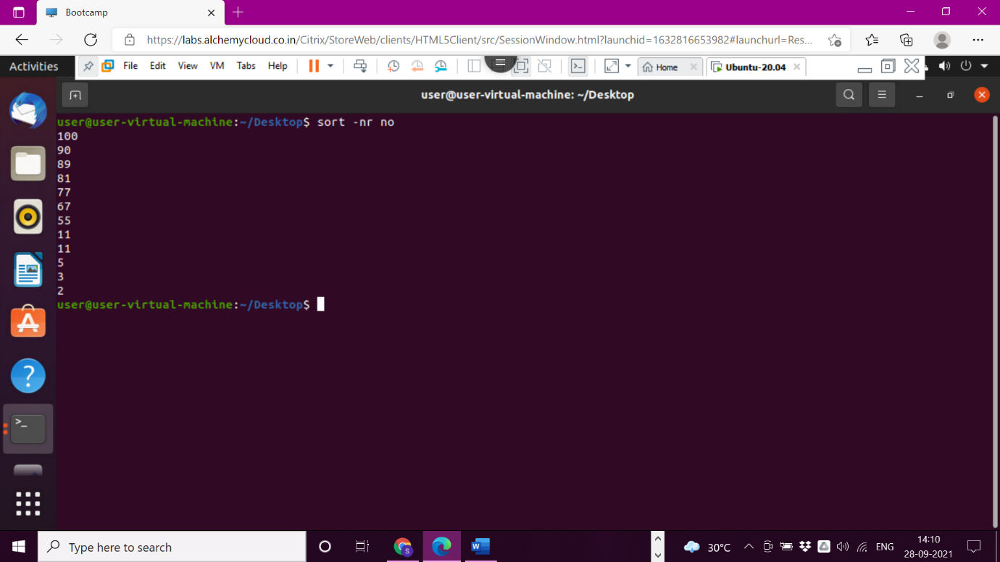 Bootcamp
https://labs.alchemycloud.co.in/Citrix/StoreWeb/clients/HTML5Client/src/SessionWindow.html?launchid=1632816653982#launchurl=Res...
Activities File Edit View VM Tabs Help Home Ubuntu-20.04
user@user-virtual-machine: ~/Desktop
user@user-virtual-machine:~/Desktop$ sort -nr no
100
90
89
81
77
67
55
11
11
5
3
2
user@user-virtual-machine:~/Desktop$
Type here to search
30°C
ENG
14:10
28-09-2021